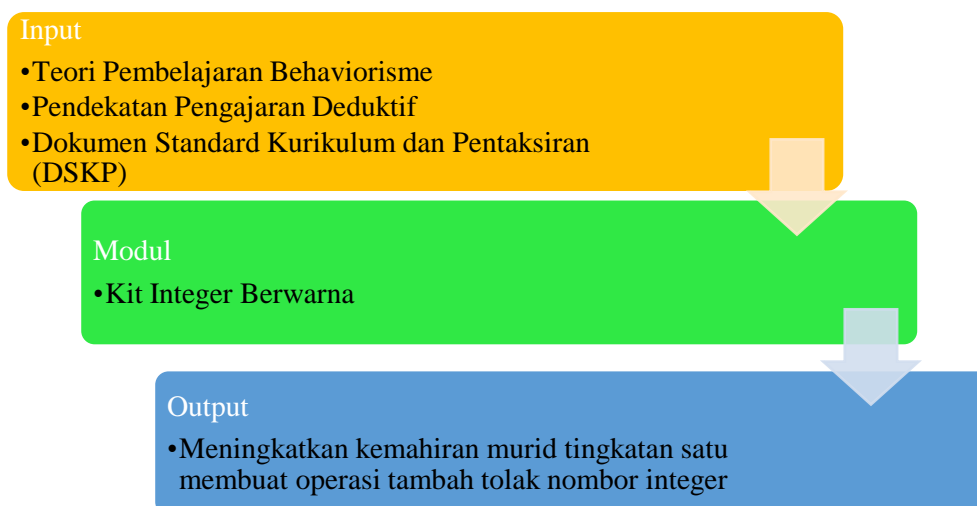 Input
•Teori Pembelajaran Behaviorisme
•Pendekatan Pengajaran Deduktif
•Dokumen Standard Kurikulum dan Pentaksiran
(DSKP)
Modul
•Kit Integer Berwarna
Output
•Meningkatkan kemahiran murid tingkatan satu
membuat operasi tambah tolak nombor integer